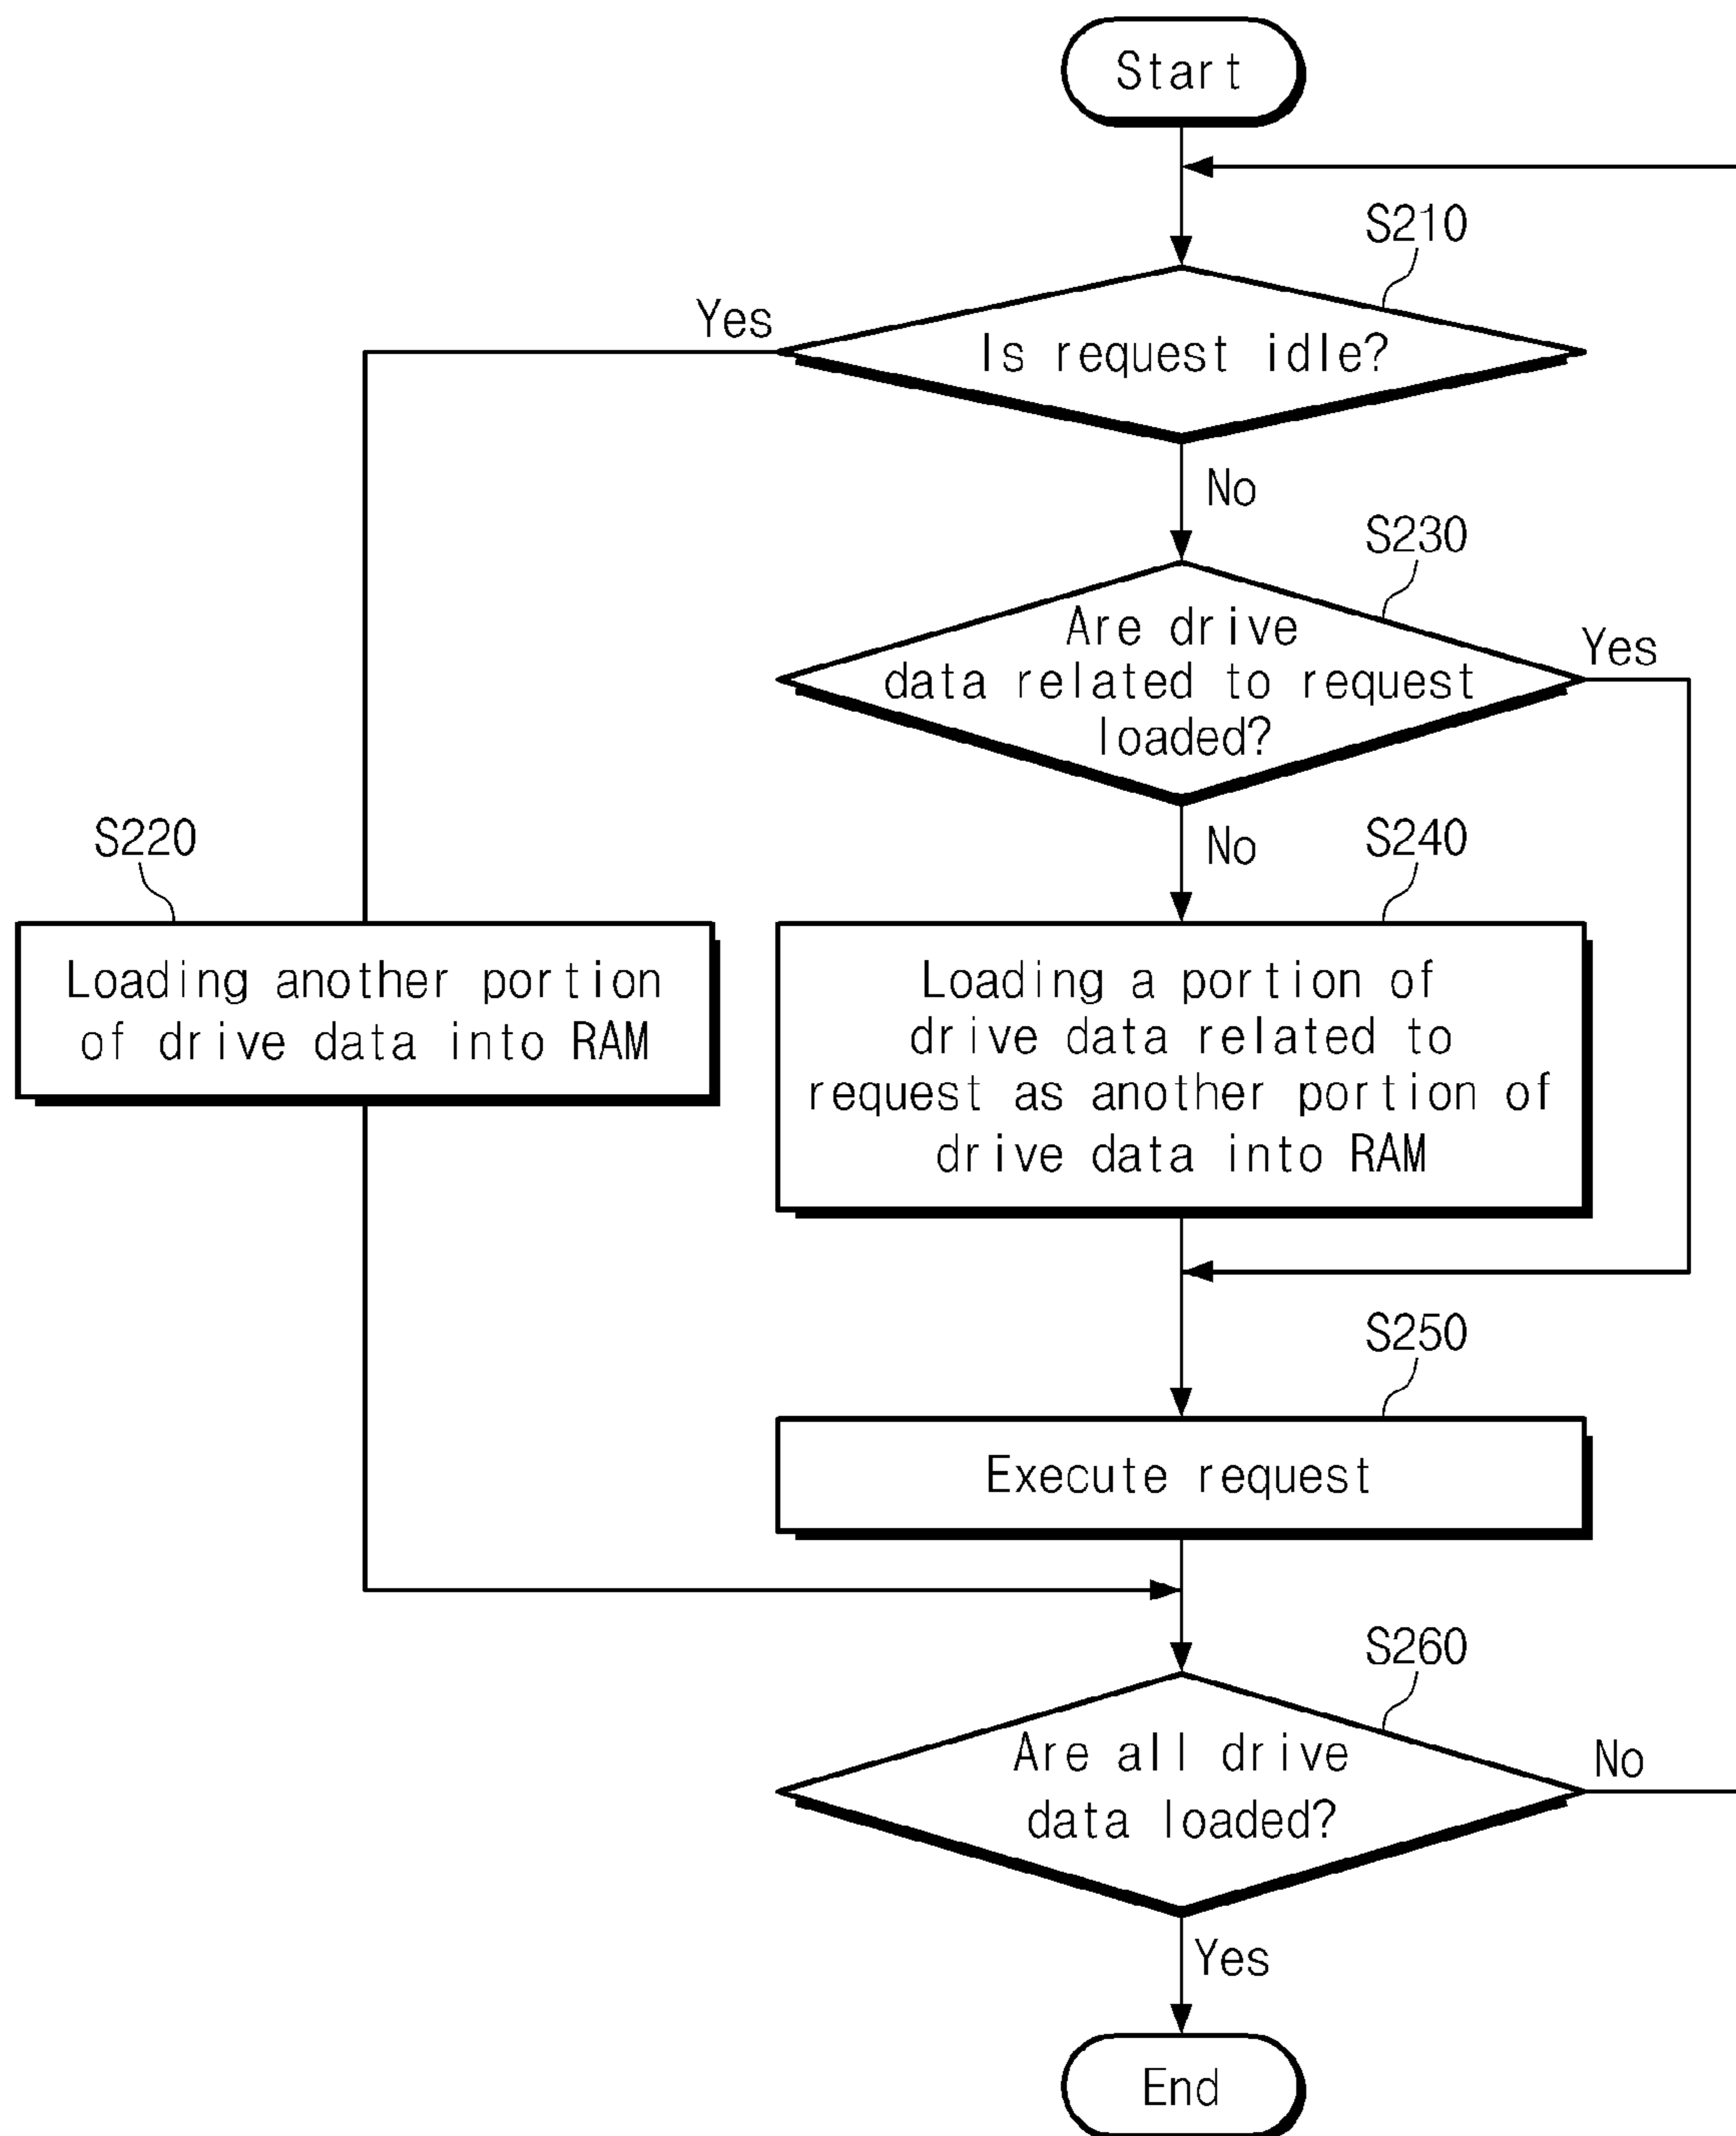 Start
S210
Yes
Is request idle?
No
S230
Are drive
data related to request
loaded?
Yes
S220
No
S240
Loading another portion
of drive data into RAM
Loading a portion of
drive data related to
request as another portion of
drive data into RAM
S250
Execute request
S260
Are all drive
data loaded?
No
Yes
End